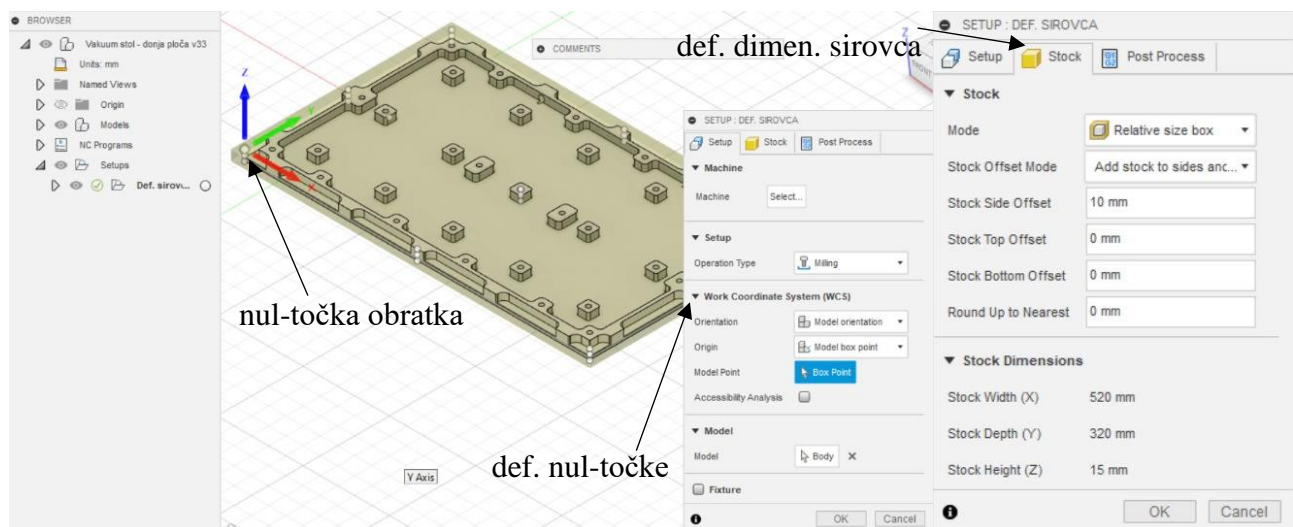 BROWSER
Vakuum stol - donja ploča v33
Units: mm
Named Views
Origin
Models
NC Programs
Setups
Def. sirov...
Z
Y
X
nul-točka obratka
Y Axis
COMMENTS
def. dimen. sirovca
Z
FRONT
def. nul-točke
SETUP : DEF. SIROVCA
Setup
Stock
Post Process
Machine
Machine
Select...
Setup
Operation Type
Milling
Work Coordinate System (WCS)
Orientation
Model orientation
Origin
Model box point
Model Point
Box Point
Accessibility Analysis
Model
Model
Body
Fixture
OK
Cancel
SETUP : DEF. SIROVCA
Setup
Stock
Post Process
Stock
Mode
Relative size box
Stock Offset Mode
Add stock to sides anc...
Stock Side Offset
10 mm
Stock Top Offset
0 mm
Stock Bottom Offset
0 mm
Round Up to Nearest
0 mm
Stock Dimensions
Stock Width (X)
520 mm
Stock Depth (Y)
320 mm
Stock Height (Z)
15 mm
OK
Cancel